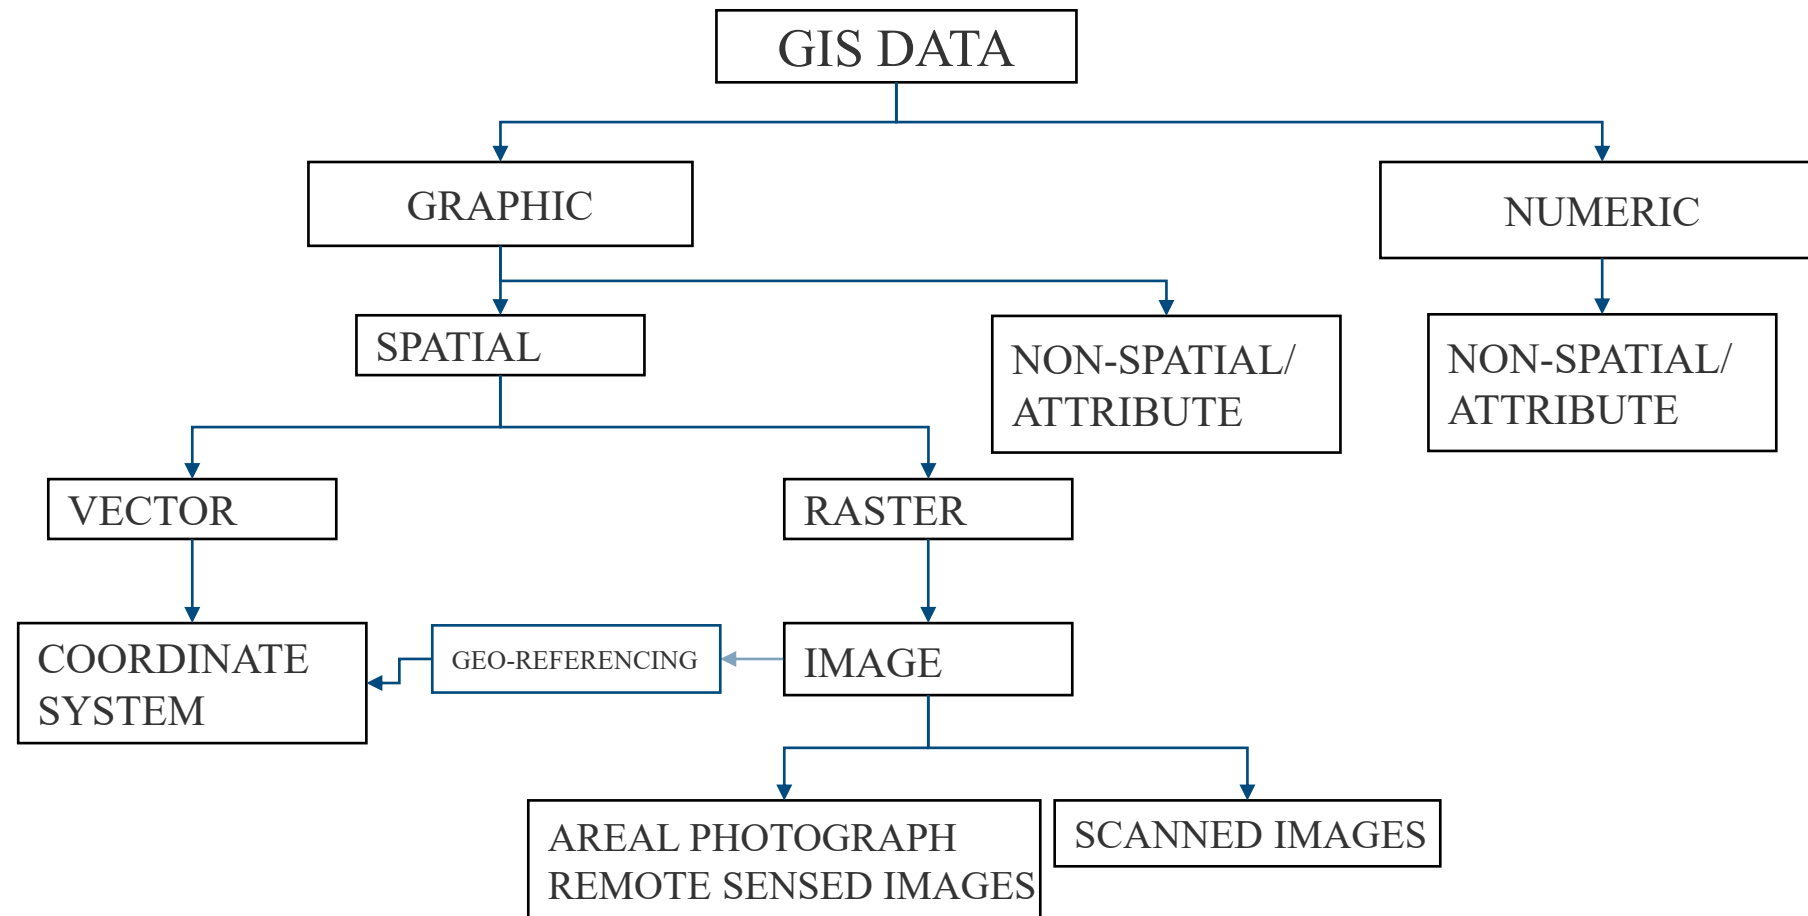 GIS DATA
GRAPHIC
NUMERIC
SPATIAL
NON-SPATIAL/
ATTRIBUTE
NON-SPATIAL/
ATTRIBUTE
VECTOR
RASTER
COORDINATE
SYSTEM
GEO-REFERENCING
IMAGE
AREAL PHOTOGRAPH
REMOTE SENSED IMAGES
SCANNED IMAGES